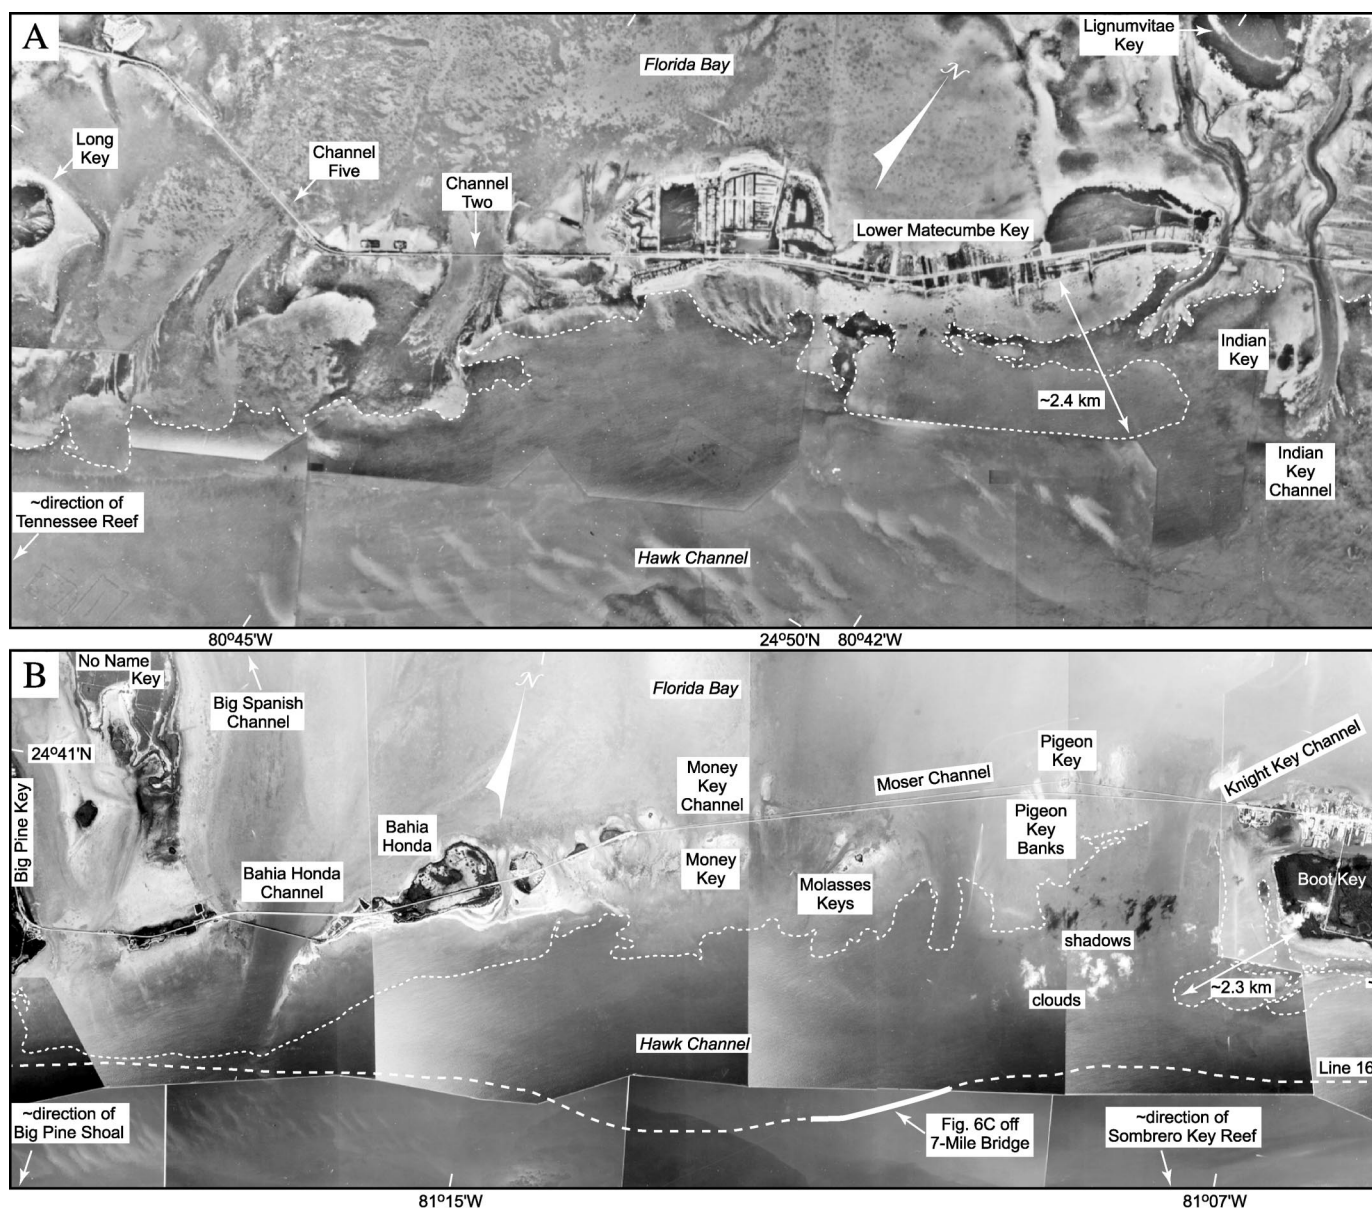 A
Lignumvitae
Key
Florida Bay
N
Long
Key
Channel
Five
Channel
Two
Lower Matecumbe Key
Indian
Key
~2.4 km
Indian
Key
Channel
~direction of
Tennessee Reef
Hawk Channel
80º45'W
24º50'N
80º42'W
B
No Name
Key
Big Spanish
Channel
N
Florida Bay
24º41'N
Big Pine Key
Pigeon
Key
Knight Key Channel
Money
Key
Channel
Moser Channel
Bahia
Honda
Pigeon
Key
Banks
Bahia Honda
Channel
Money
Key
Molasses
Keys
Boot Key
shadows
~2.3 km
clouds
Hawk Channel
Line 16
~direction of
Big Pine Shoal
Fig. 6C off
7-Mile Bridge
~direction of
Sombrero Key Reef
81º15'W
81º07'W